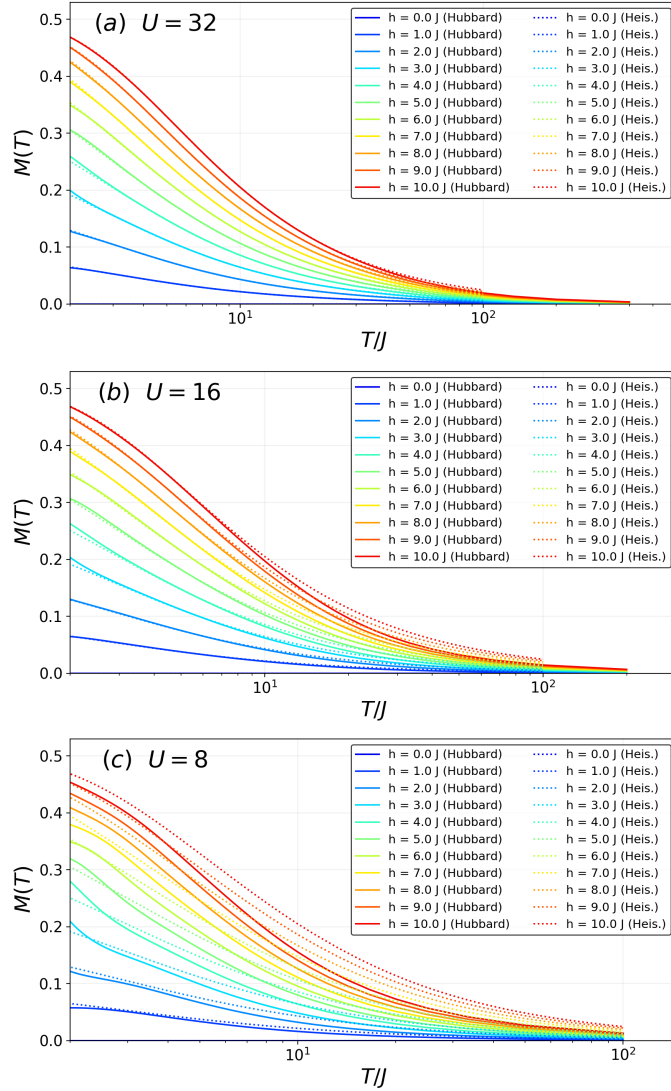 (a) U = 32
M(T)
0.5
0.4
0.3
0.2
0.1
0.0
h = 0.0 J (Hubbard) h = 0.0 J (Heis.)
h = 1.0 J (Hubbard) h = 1.0 J (Heis.)
h = 2.0 J (Hubbard) h = 2.0 J (Heis.)
h = 3.0 J (Hubbard) h = 3.0 J (Heis.)
h = 4.0 J (Hubbard) h = 4.0 J (Heis.)
h = 5.0 J (Hubbard) h = 5.0 J (Heis.)
h = 6.0 J (Hubbard) h = 6.0 J (Heis.)
h = 7.0 J (Hubbard) h = 7.0 J (Heis.)
h = 8.0 J (Hubbard) h = 8.0 J (Heis.)
h = 9.0 J (Hubbard) h = 9.0 J (Heis.)
h = 10.0 J (Hubbard) h = 10.0 J (Heis.)
10¹ 10²
T/J
(b) U = 16
M(T)
0.5
0.4
0.3
0.2
0.1
0.0
h = 0.0 J (Hubbard) h = 0.0 J (Heis.)
h = 1.0 J (Hubbard) h = 1.0 J (Heis.)
h = 2.0 J (Hubbard) h = 2.0 J (Heis.)
h = 3.0 J (Hubbard) h = 3.0 J (Heis.)
h = 4.0 J (Hubbard) h = 4.0 J (Heis.)
h = 5.0 J (Hubbard) h = 5.0 J (Heis.)
h = 6.0 J (Hubbard) h = 6.0 J (Heis.)
h = 7.0 J (Hubbard) h = 7.0 J (Heis.)
h = 8.0 J (Hubbard) h = 8.0 J (Heis.)
h = 9.0 J (Hubbard) h = 9.0 J (Heis.)
h = 10.0 J (Hubbard) h = 10.0 J (Heis.)
10¹ 10²
T/J
(c) U = 8
M(T)
0.5
0.4
0.3
0.2
0.1
0.0
h = 0.0 J (Hubbard) h = 0.0 J (Heis.)
h = 1.0 J (Hubbard) h = 1.0 J (Heis.)
h = 2.0 J (Hubbard) h = 2.0 J (Heis.)
h = 3.0 J (Hubbard) h = 3.0 J (Heis.)
h = 4.0 J (Hubbard) h = 4.0 J (Heis.)
h = 5.0 J (Hubbard) h = 5.0 J (Heis.)
h = 6.0 J (Hubbard) h = 6.0 J (Heis.)
h = 7.0 J (Hubbard) h = 7.0 J (Heis.)
h = 8.0 J (Hubbard) h = 8.0 J (Heis.)
h = 9.0 J (Hubbard) h = 9.0 J (Heis.)
h = 10.0 J (Hubbard) h = 10.0 J (Heis.)
10¹ 10²
T/J